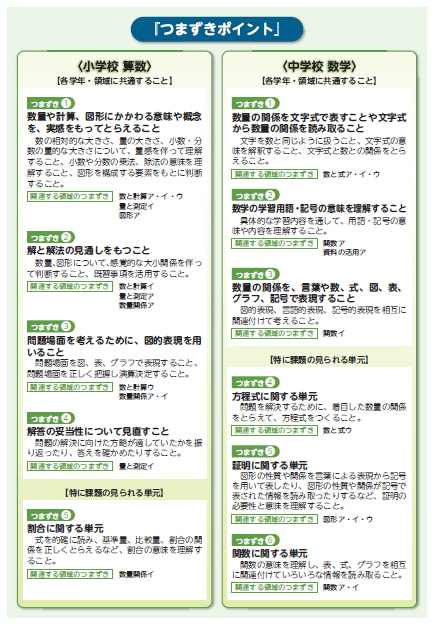 『つまずきポイント』
〈小学校 算数〉
【各学年・領域に共通すること】
つまずき1
数量や計算、図形にかかわる意味や概念
を、実感をもってとらえること
数の相対的な大きさ、量の大きさ、小数・分
数の量的な大きさについて、量感を伴って理解
すること、小数や分数の乗法、除法の意味を理
解すること、図形を構成する要素をもとに判断
すること。
関連する領域のつまずき 数と計算ア・イ・ウ
量と測定イ
図形ア
つまずき2
解と解法の見通しをもつこと
数量、図形について、感覚的な大小関係を伴っ
て判断すること、既習事項を活用すること。
関連する領域のつまずき 数と計算イ
量と測定ア
数量関係ア
つまずき3
問題場面を考えるために、図的表現を用
いること
問題場面を図、表、グラフで表現すること、
問題場面を正しく把握し演算決定すること。
関連する領域のつまずき 数と計算ウ
数量関係ア・イ
つまずき4
解答の妥当性について見直すこと
問題の解決に向けた方略が適していたかを振
り返ったり、答えを確かめたりすること。
関連する領域のつまずき 量と測定イ
【特に課題の見られる単元】
つまずき5
割合に関する単元
式を的確に読み、基準量、比較量、割合の関
係を正しくとらえるなど、割合の意味を理解す
ること。
関連する領域のつまずき 数量関係イ
〈中学校 数学〉
【各学年・領域に共通すること】
つまずき1
数量の関係を文字式で表すことや文字式
から数量の関係を読み取ること
文字を数と同じように扱うこと、文字式の意
味を解釈すること、文字式と数との関係をとら
えること。
関連する領域のつまずき 数と式ア・イ・ウ
つまずき2
数学の学習用語・記号の意味を理解すること
具体的な学習内容を通して、用語・記号の意
味や内容を理解すること。
関連する領域のつまずき 関数ア
資料の活用ア
つまずき3
数量の関係を、言葉や数、式、図、表、
グラフ、記号で表現すること
図的表現、言語的表現、記号的表現を相互に
関連付けて考えること。
関連する領域のつまずき 関数イ
【特に課題の見られる単元】
つまずき4
方程式に関する単元
問題を解決するために、着目した数量の関係
をとらえて、方程式をつくること。
関連する領域のつまずき 数と式ウ
つまずき5
証明に関する単元
図形の性質や関係を言葉による表現から記号
を用いて表したり、図形の性質や関係が記号で
表された情報を読み取ったりするなど、証明の
必要性と意味を理解すること。
関連する領域のつまずき 図形ア・イ・ウ
つまずき6
関数に関する単元
関数の意味を理解し、表、式、グラフを相互
に関連付けていろいろな情報を読み取ること。
関連する領域のつまずき 関数ア・イ